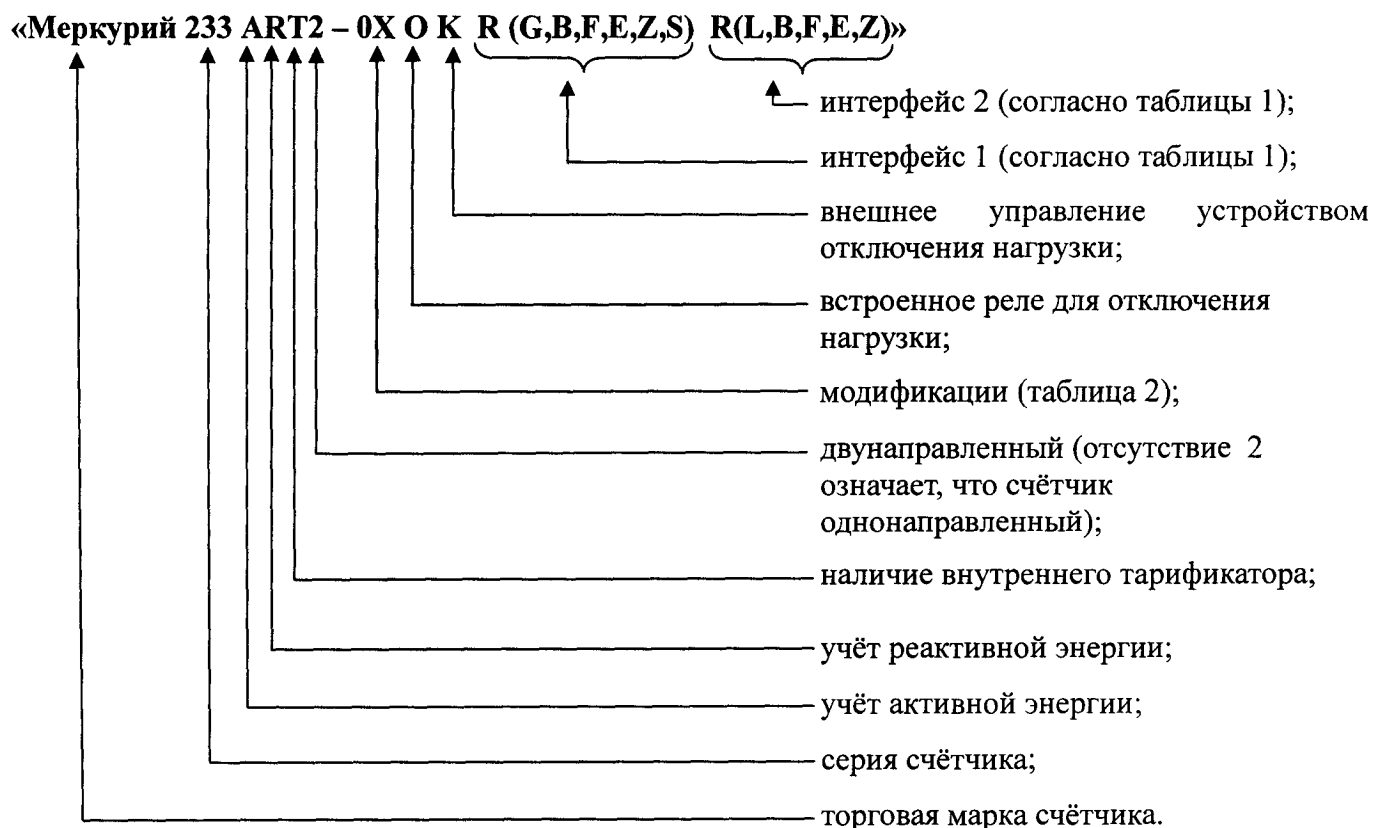 «Меркурий 233 ART2 – 0X O K R (G,B,F,E,Z,S) R(L,B,F,E,Z)»
интерфейс 2 (согласно таблицы 1);
интерфейс 1 (согласно таблицы 1);
внешнее управление устройством
отключения нагрузки;
встроенное реле для отключения
нагрузки;
модификации (таблица 2);
двунаправленный (отсутствие 2
означает, что счётчик
однонаправленный);
наличие внутреннего тарификатора;
учёт реактивной энергии;
учёт активной энергии;
серия счётчика;
торговая марка счётчика.